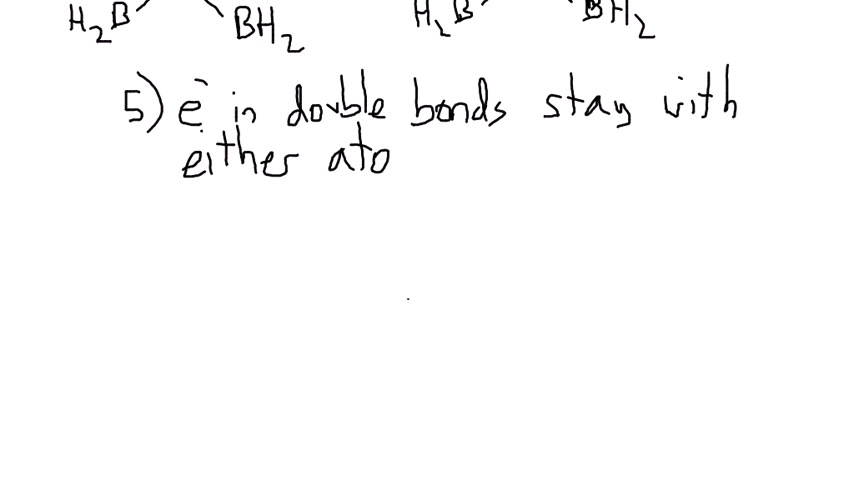 H₂B BH₂ H₂B BH₂
5) e⁻ in double bonds stay with
either ato